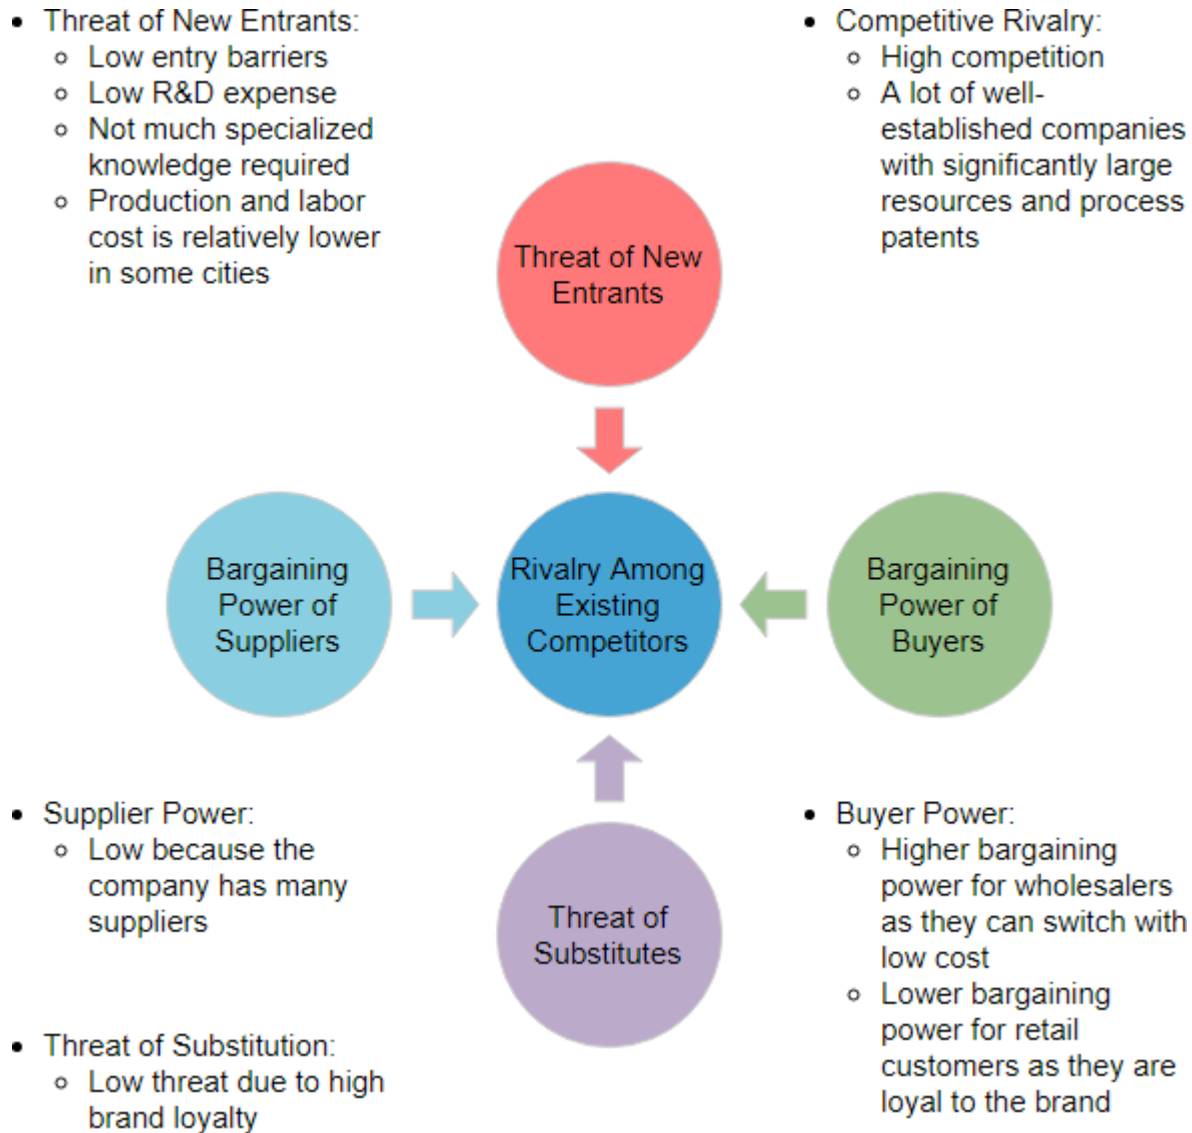 Threat of New Entrants:
Low entry barriers
Low R&D expense
Not much specialized
knowledge required
Production and labor
cost is relatively lower
in some cities
Competitive Rivalry:
High competition
A lot of well-
established companies
with significantly large
resources and process
patents
Threat of New
Entrants
Bargaining
Power of
Suppliers
Rivalry Among
Existing
Competitors
Bargaining
Power of
Buyers
Supplier Power:
Low because the
company has many
suppliers
Threat of
Substitutes
Buyer Power:
Higher bargaining
power for wholesalers
as they can switch with
low cost
Lower bargaining
power for retail
customers as they are
loyal to the brand
Threat of Substitution:
Low threat due to high
brand loyalty